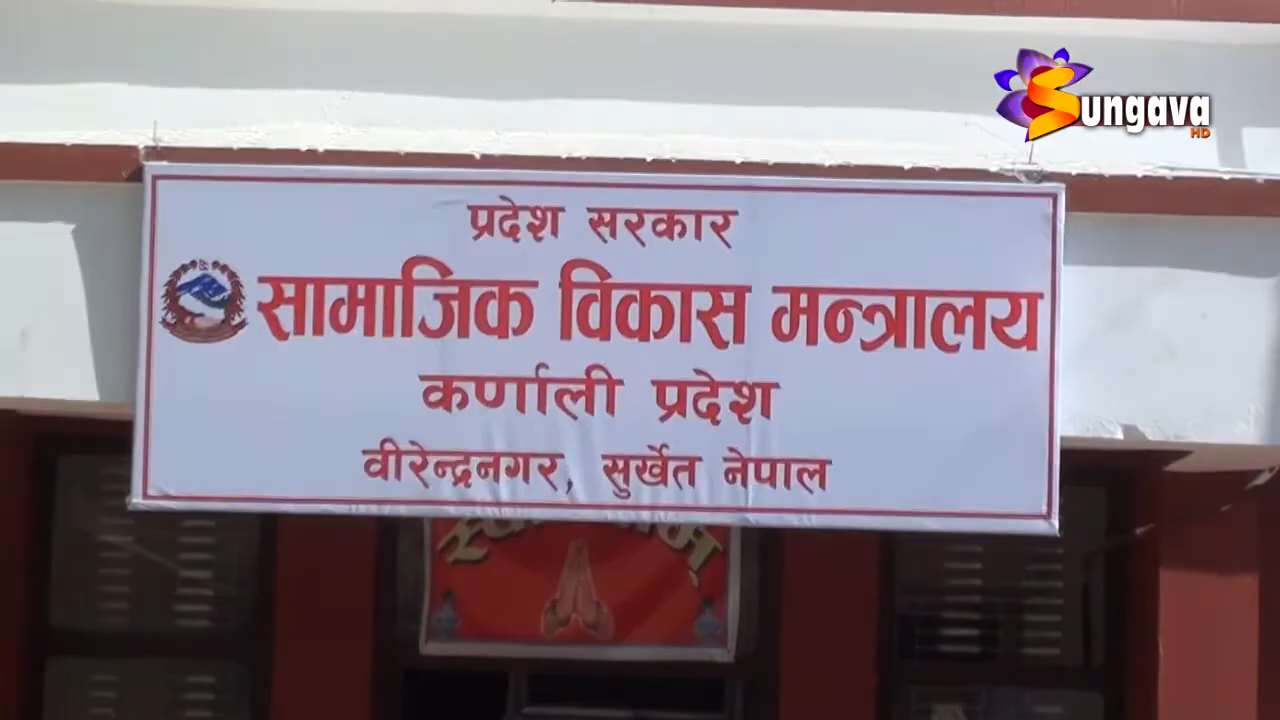 Sungava
HD
प्रदेश सरकार
सामाजिक विकास मन्त्रालय
कर्णाली प्रदेश
वीरेन्द्रनगर, सुर्खेत नेपाल